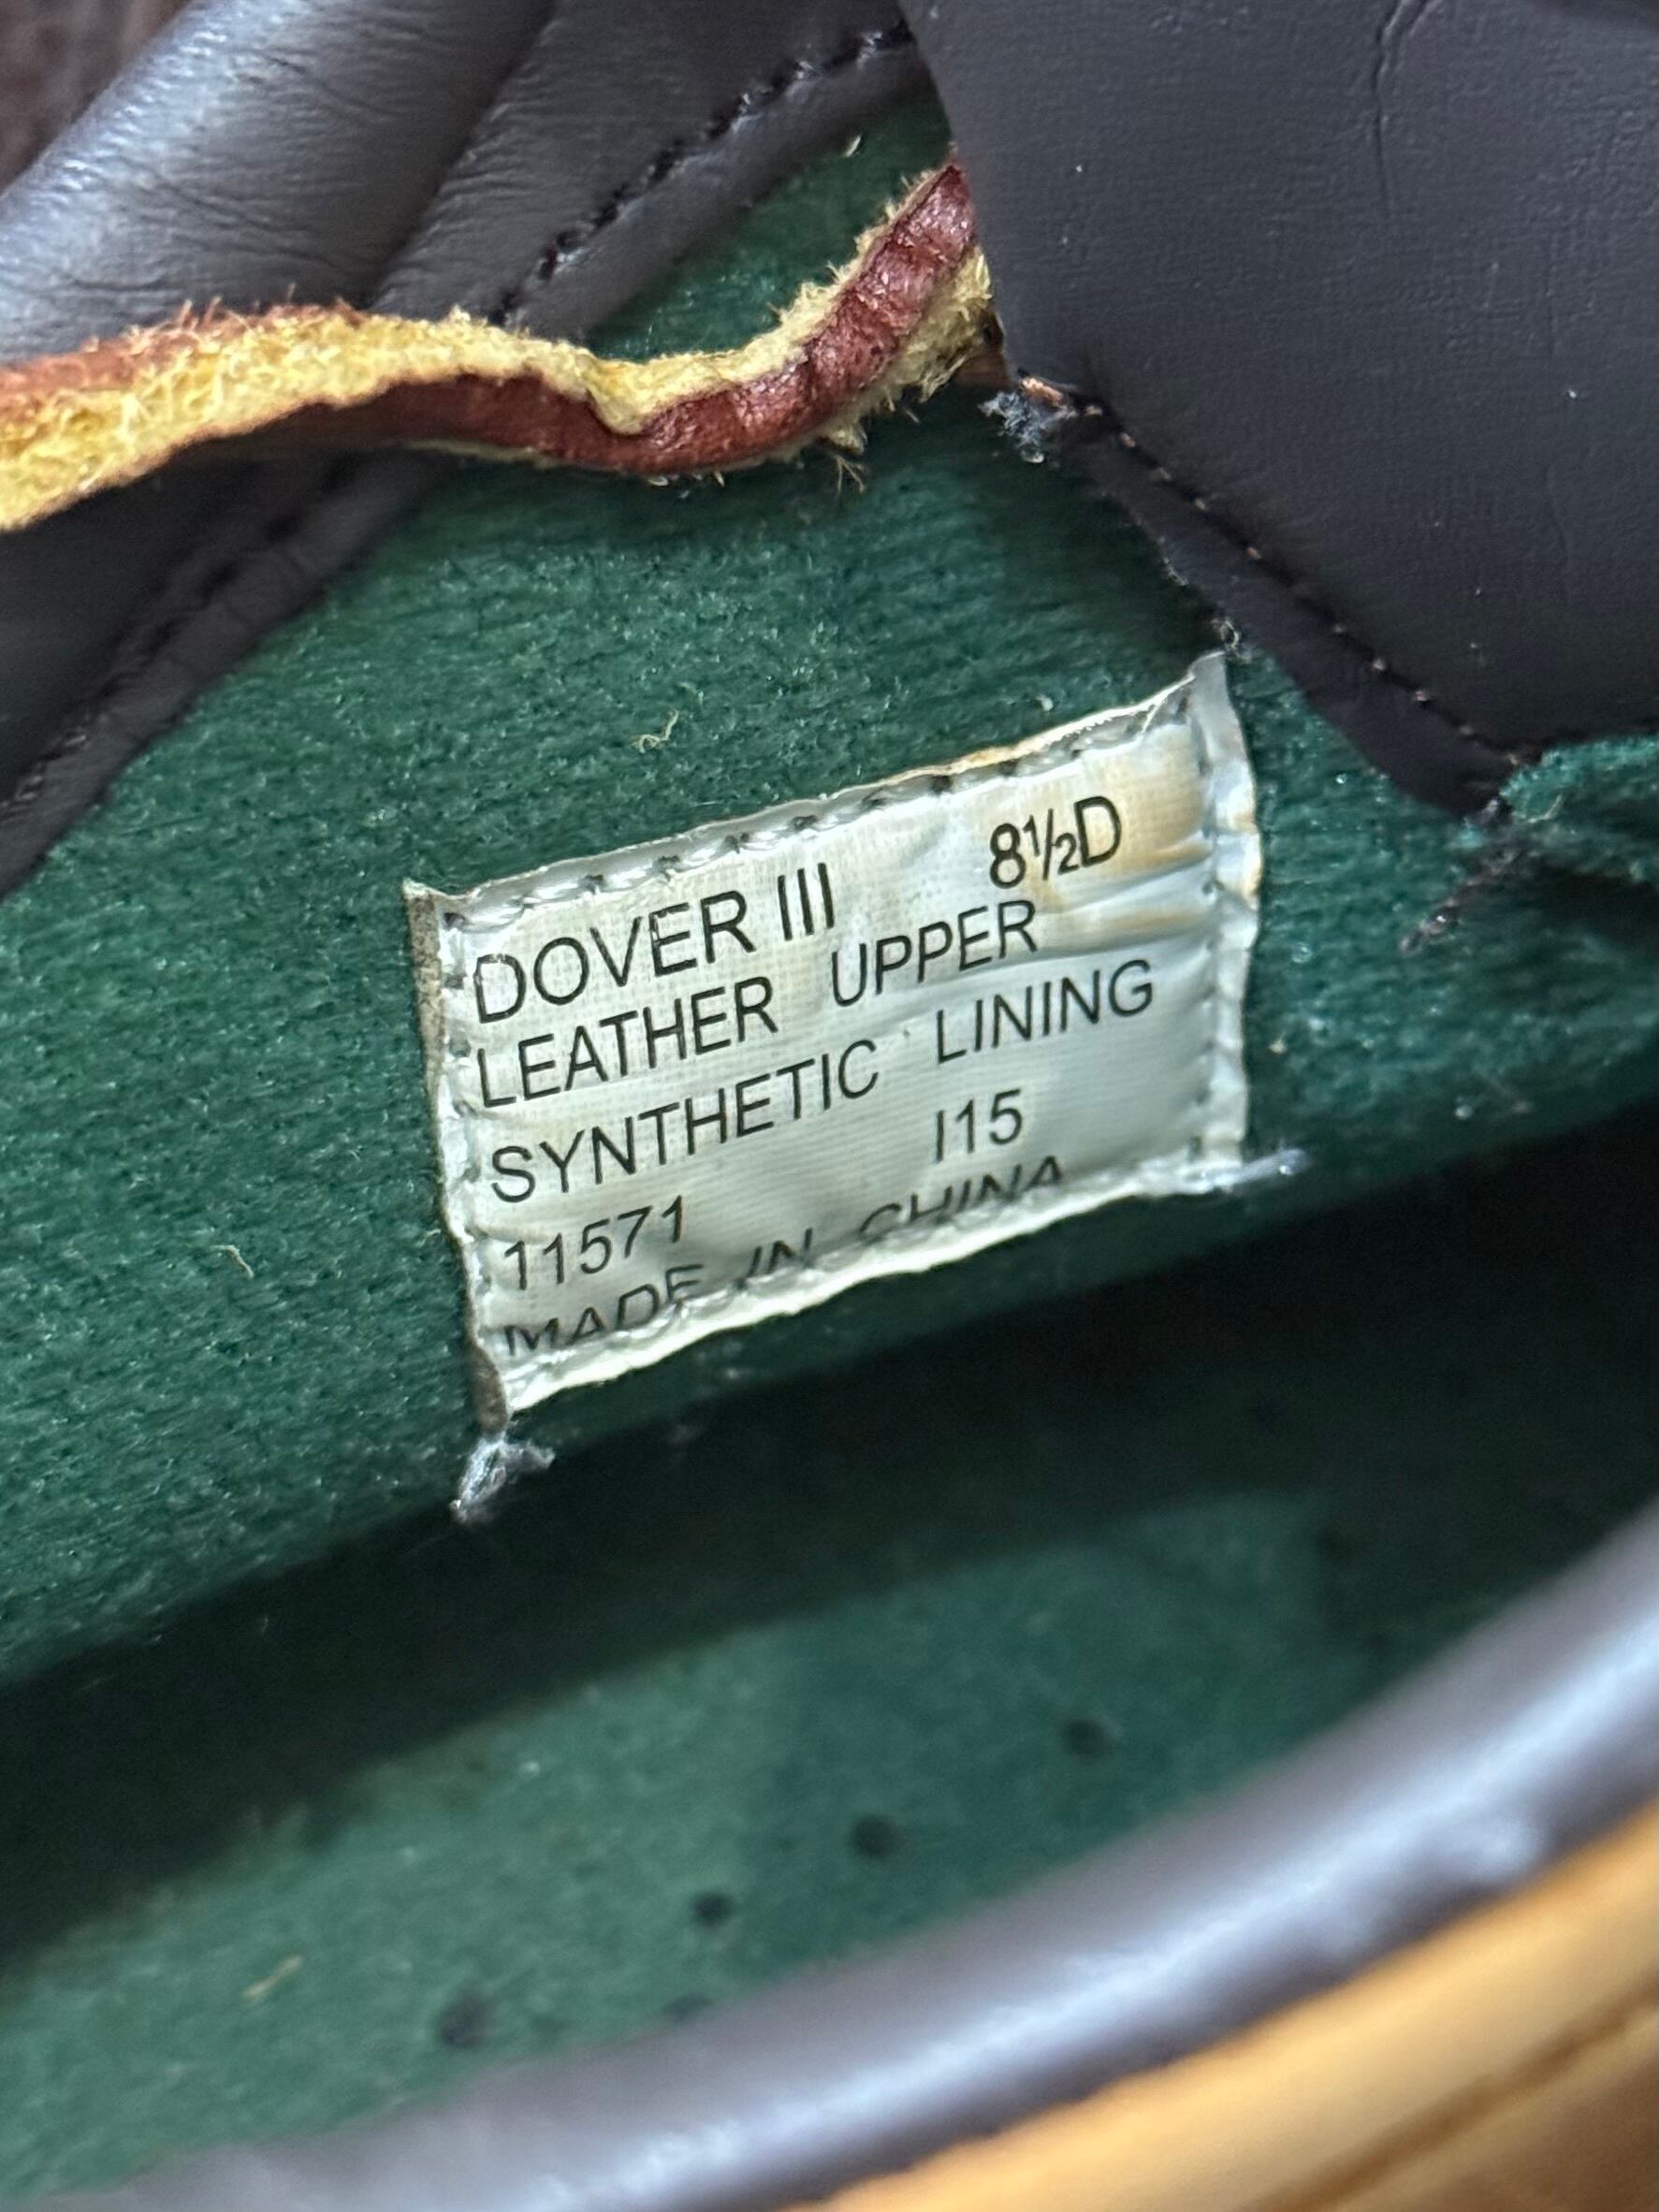 DOVER III 8½D
LEATHER UPPER
SYNTHETIC LINING
11571 I15
MADE IN CHINA